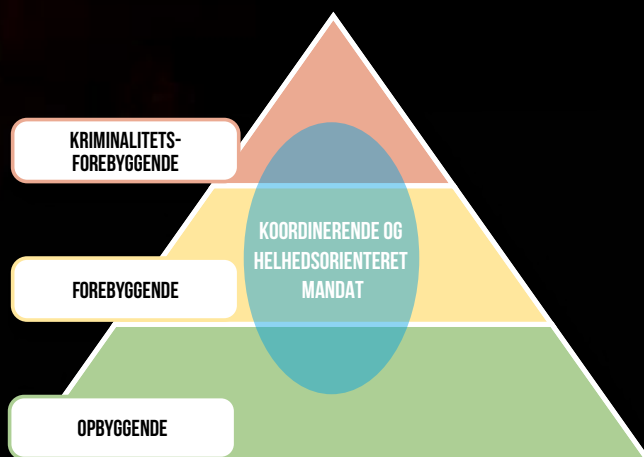 KRIMINALITETS-
FOREBYGGENDE
KOORDINERENDE OG
HELHEDSORIENTERET
MANDAT
FOREBYGGENDE
OPBYGGENDE